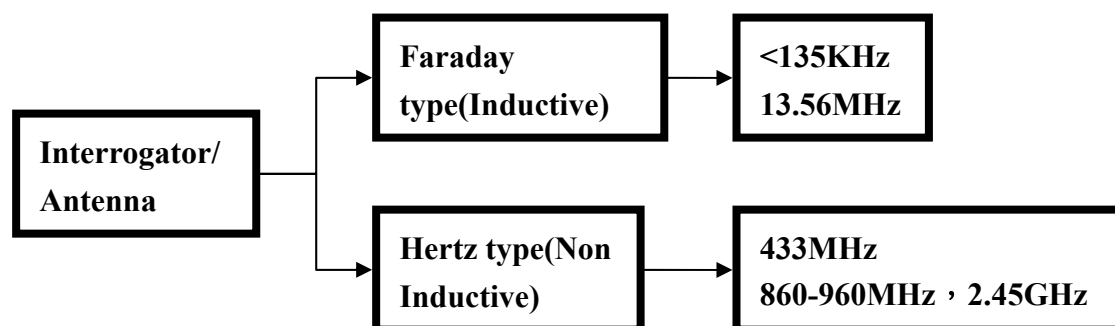 Faraday
type(Inductive)
<135KHz
13.56MHz
Interrogator/
Antenna
Hertz type(Non
Inductive)
433MHz
860-960MHz，2.45GHz